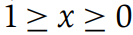 1 ≥ x ≥ 0